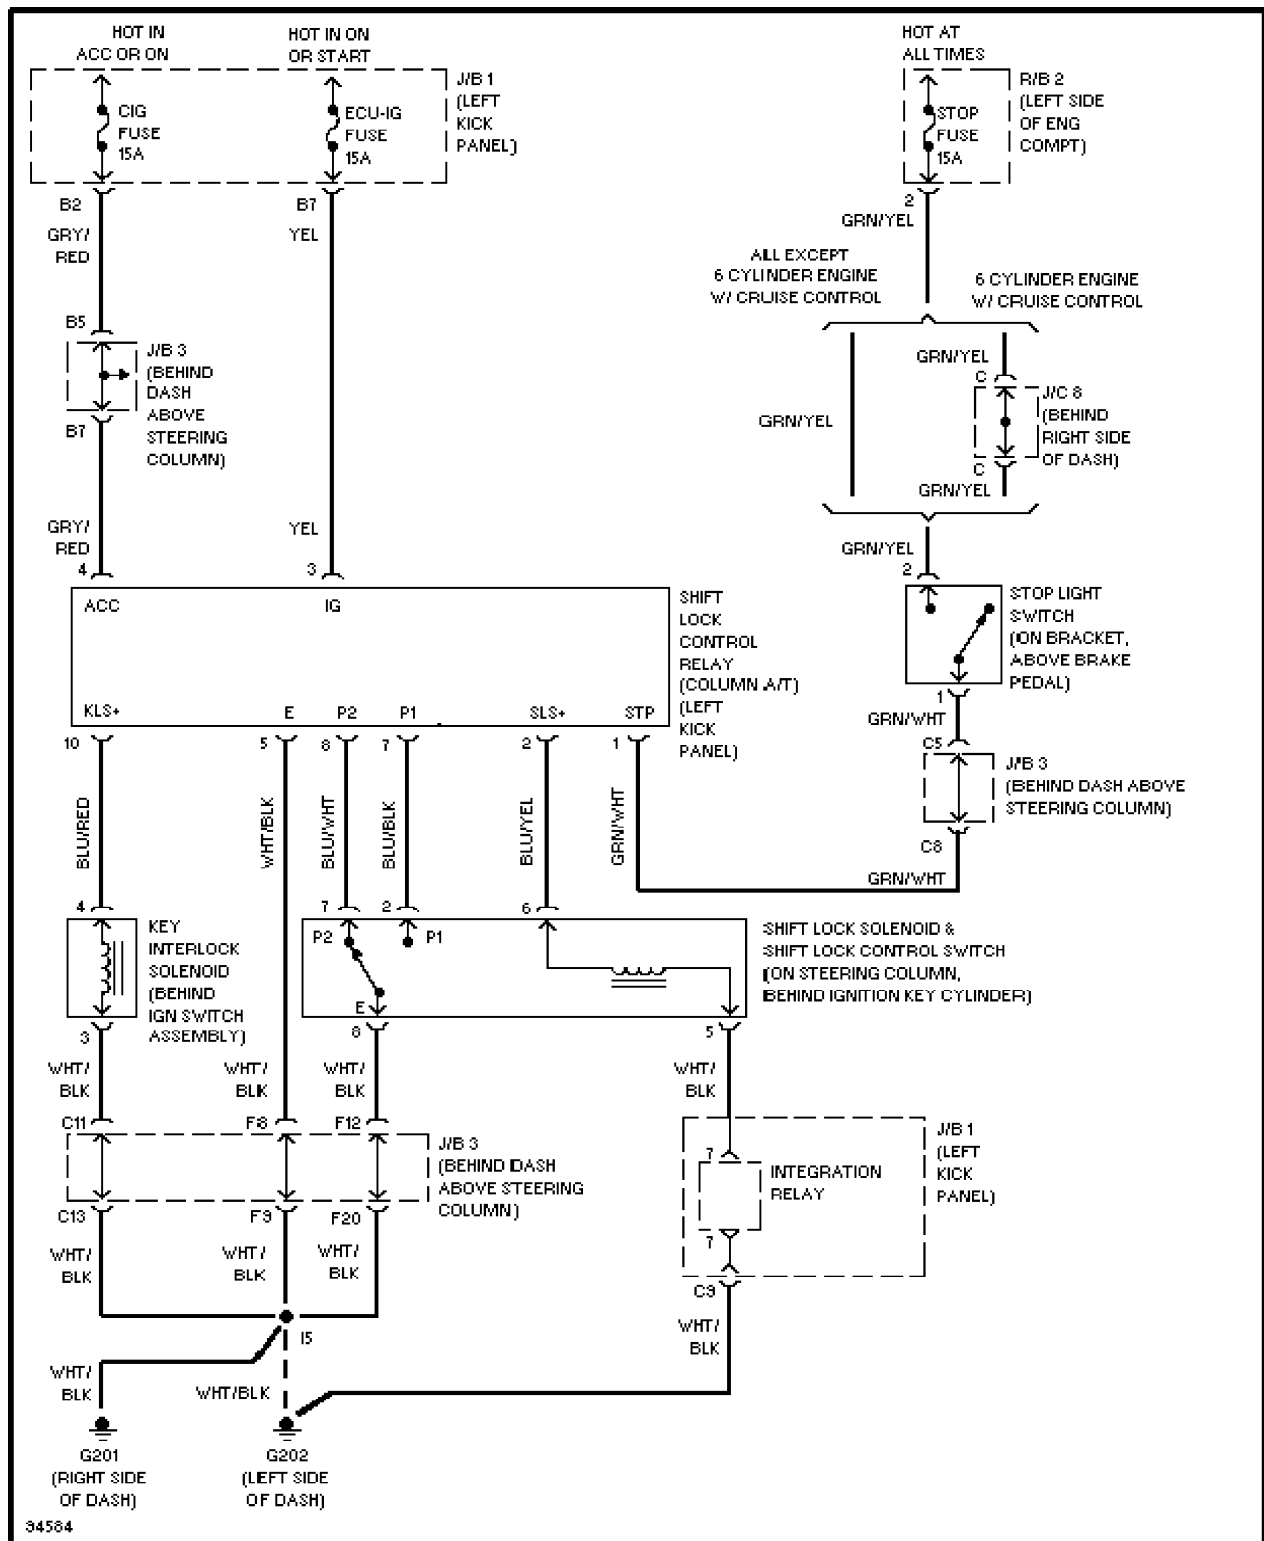 HOT IN
ACC OR ON
HOT IN ON
OR START
HOT AT
ALL TIMES
CIG
FUSE
15A
ECU-IG
FUSE
15A
J/B 1
(LEFT
KICK
PANEL)
STOP
FUSE
15A
R/B 2
(LEFT SIDE
OF ENG
COMPT)
B2
B7
2
GRY/
RED
YEL
GRN/YEL
ALL EXCEPT
6 CYLINDER ENGINE
W/ CRUISE CONTROL
6 CYLINDER ENGINE
W/ CRUISE CONTROL
B5
J/B 3
(BEHIND
DASH
ABOVE
STEERING
COLUMN)
B7
GRN/YEL
GRN/YEL
C
J/C 8
(BEHIND
RIGHT SIDE
OF DASH)
C
GRN/YEL
GRY/
RED
YEL
GRN/YEL
4
3
2
ACC
IG
SHIFT
LOCK
CONTROL
RELAY
(COLUMN A/T)
(LEFT
KICK
PANEL)
STOP LIGHT
SWITCH
(ON BRACKET,
ABOVE BRAKE
PEDAL)
KLS+
E
P2
P1
SLS+
STP
1
GRN/WHT
10
5
8
7
2
1
C5
J/B 3
(BEHIND DASH ABOVE
STEERING COLUMN)
C8
GRN/WHT
BLU/RED
WHT/BLK
BLU/WHT
BLU/BLK
BLU/YEL
GRN/WHT
4
7
2
6
KEY
INTERLOCK
SOLENOID
(BEHIND
IGN SWITCH
ASSEMBLY)
P2
P1
E
SHIFT LOCK SOLENOID &
SHIFT LOCK CONTROL SWITCH
(ON STEERING COLUMN,
BEHIND IGNITION KEY CYLINDER)
3
8
5
WHT/
BLK
WHT/
BLK
WHT/
BLK
WHT/
BLK
C11
F8
F12
J/B 3
(BEHIND DASH
ABOVE STEERING
COLUMN)
7
INTEGRATION
RELAY
7
J/B 1
(LEFT
KICK
PANEL)
C13
F9
F20
C9
WHT/
BLK
WHT/
BLK
WHT/
BLK
WHT/
BLK
I5
WHT/
BLK
WHT/BLK
G201
(RIGHT SIDE
OF DASH)
G202
(LEFT SIDE
OF DASH)
94584